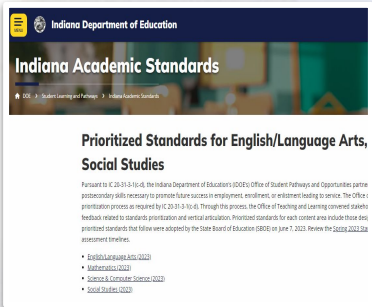 MENU
Indiana Department of Education
Indiana Academic Standards
DOE > Student Learning and Pathways > Indiana Academic Standards
Prioritized Standards for English/Language Arts,
Social Studies
Pursuant to IC 20-31-3-1(c-d), the Indiana Department of Education's (IDOE's) Office of Student Pathways and Opportunities partne
postsecondary skills necessary to promote future success in employment, enrollment, or enlistment leading to service. The Office o
prioritization process as required by IC 20-31-3-1(c-d). Through this process, the Office of Teaching and Learning convened stakeho
feedback related to standards prioritization and vertical articulation. Prioritized standards for each content area include those desi
prioritized standards that follow were adopted by the State Board of Education (SBOE) on June 7, 2023. Review the Spring 2023 Stan
assessment timelines.
English/Language Arts (2023)
Mathematics (2023)
Science & Computer Science (2023)
Social Studies (2023)